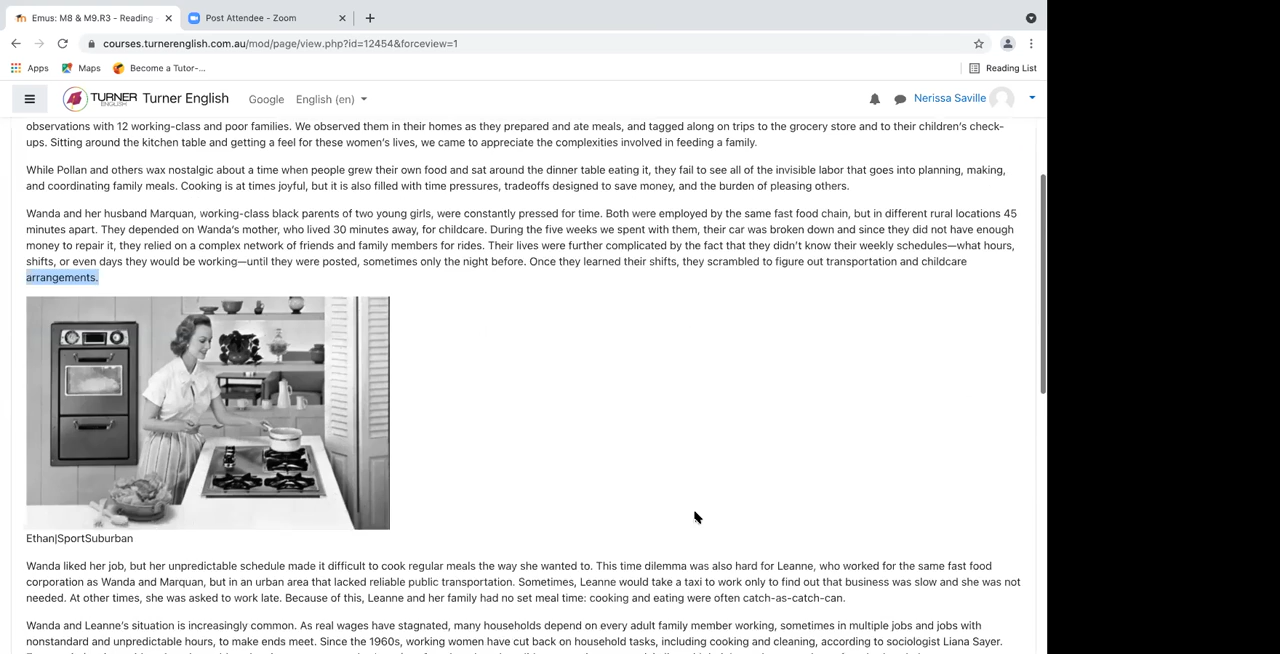 Emus: M8 & M9.R3 - Reading
Post Attendee - Zoom
courses.turnerenglish.com.au/mod/page/view.php?id=12454&forceview=1
Apps Maps Become a Tutor-... Reading List
TURNER ENGLISH Turner English Google English (en) Nerissa Saville
observations with 12 working-class and poor families. We observed them in their homes as they prepared and ate meals, and tagged along on trips to the grocery store and to their children's check-
ups. Sitting around the kitchen table and getting a feel for these women's lives, we came to appreciate the complexities involved in feeding a family.
While Pollan and others wax nostalgic about a time when people grew their own food and sat around the dinner table eating it, they fail to see all of the invisible labor that goes into planning, making,
and coordinating family meals. Cooking is at times joyful, but it is also filled with time pressures, tradeoffs designed to save money, and the burden of pleasing others.
Wanda and her husband Marquan, working-class black parents of two young girls, were constantly pressed for time. Both were employed by the same fast food chain, but in different rural locations 45
minutes apart. They depended on Wanda's mother, who lived 30 minutes away, for childcare. During the five weeks we spent with them, their car was broken down and since they did not have enough
money to repair it, they relied on a complex network of friends and family members for rides. Their lives were further complicated by the fact that they didn't know their weekly schedules—what hours,
shifts, or even days they would be working—until they were posted, sometimes only the night before. Once they learned their shifts, they scrambled to figure out transportation and childcare
arrangements.
Ethan|SportSuburban
Wanda liked her job, but her unpredictable schedule made it difficult to cook regular meals the way she wanted to. This time dilemma was also hard for Leanne, who worked for the same fast food
corporation as Wanda and Marquan, but in an urban area that lacked reliable public transportation. Sometimes, Leanne would take a taxi to work only to find out that business was slow and she was not
needed. At other times, she was asked to work late. Because of this, Leanne and her family had no set meal time: cooking and eating were often catch-as-catch-can.
Wanda and Leanne's situation is increasingly common. As real wages have stagnated, many households depend on every adult family member working, sometimes in multiple jobs and jobs with
nonstandard and unpredictable hours, to make ends meet. Since the 1960s, working women have cut back on household tasks, including cooking and cleaning, according to sociologist Liana Sayer.